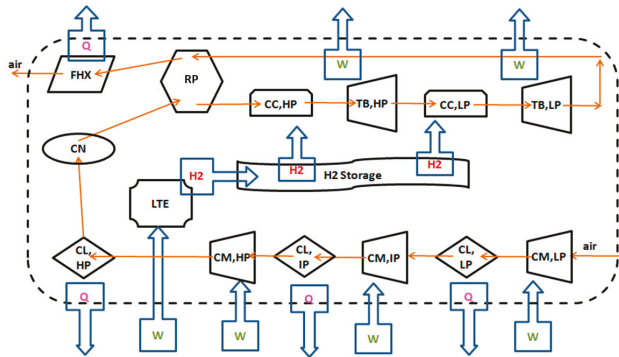 Q
W
W
air
FHX
RP
CC,HP
TB,HP
CC,LP
TB,LP
CN
H2
H2
H2
H2 Storage
LTE
CL,
HP
CM,HP
CL,
IP
CM,IP
CL,
LP
CM,LP
air
Q
W
W
Q
W
Q
W